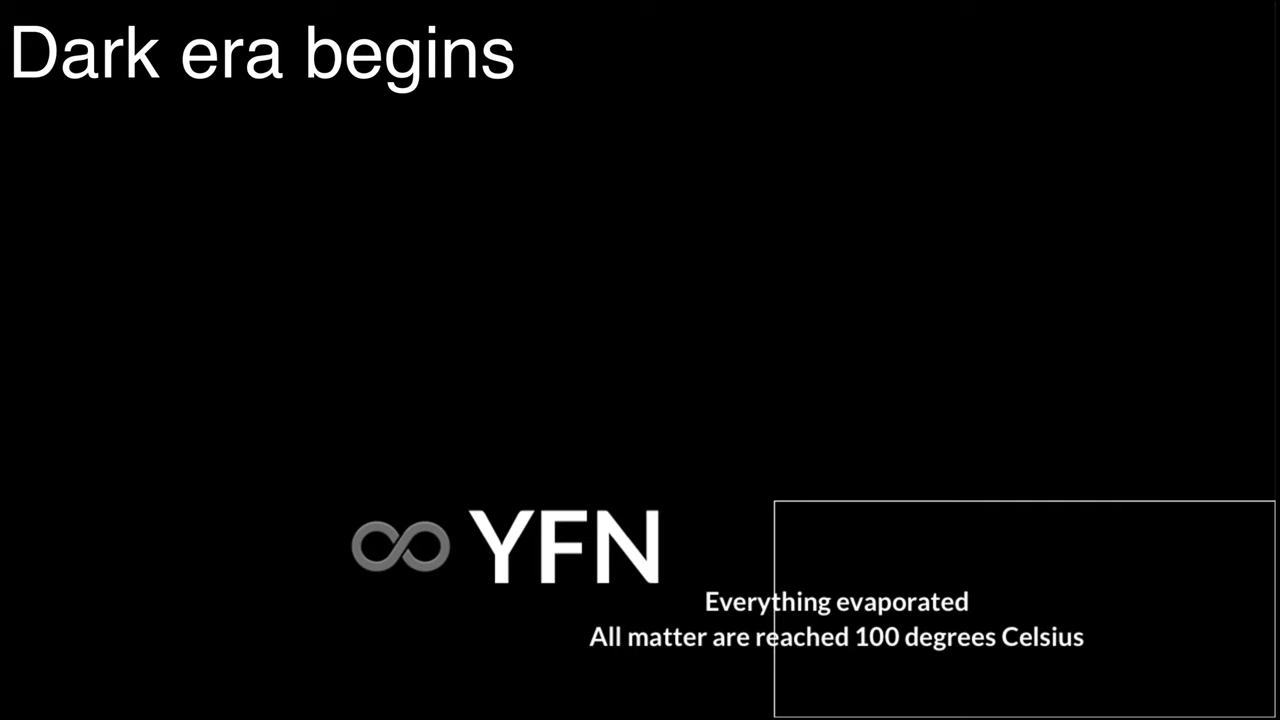 Dark era begins
∞ YFN
Everything evaporated
All matter are reached 100 degrees Celsius